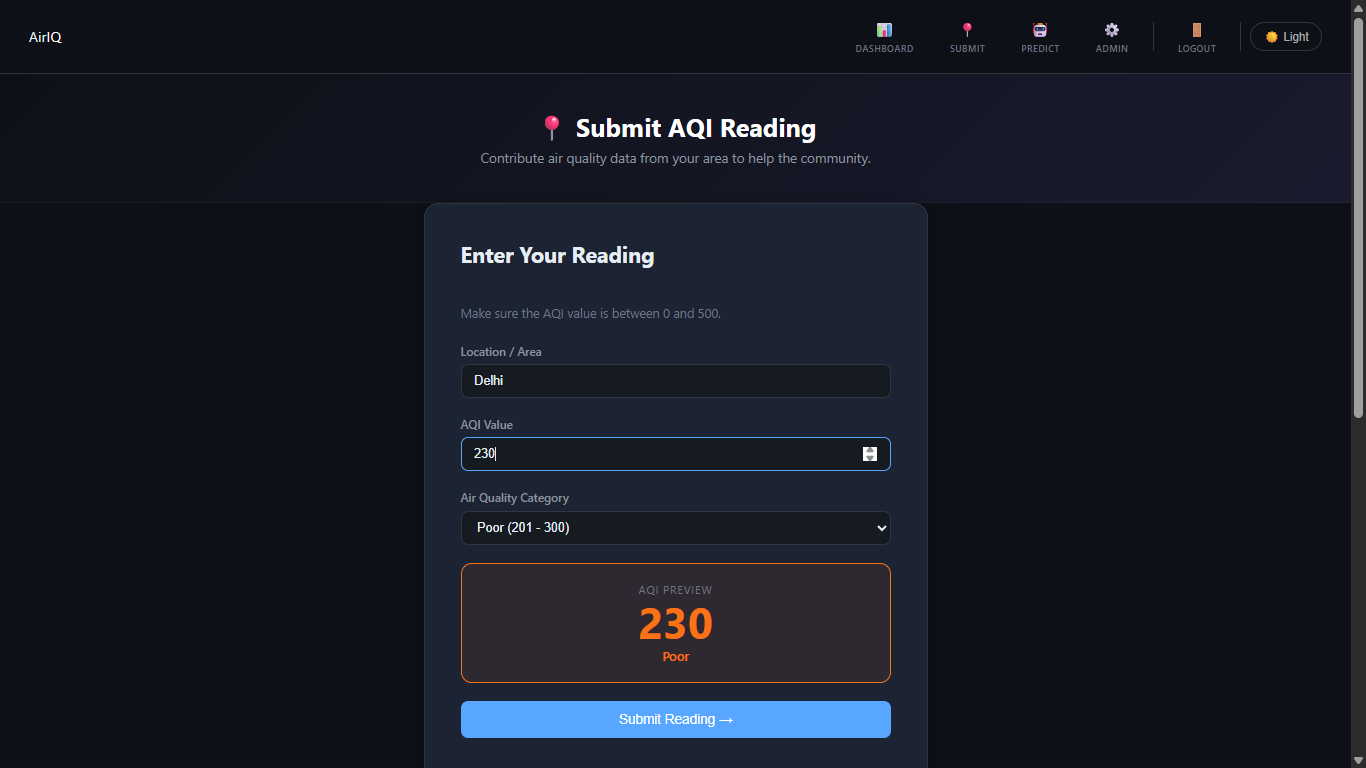 AirIQ
DASHBOARD
SUBMIT
PREDICT
ADMIN
LOGOUT
Light
Submit AQI Reading
Contribute air quality data from your area to help the community.
Enter Your Reading
Make sure the AQI value is between 0 and 500.
Location / Area
Delhi
AQI Value
230
Air Quality Category
Poor (201 - 300)
AQI PREVIEW
230
Poor
Submit Reading →